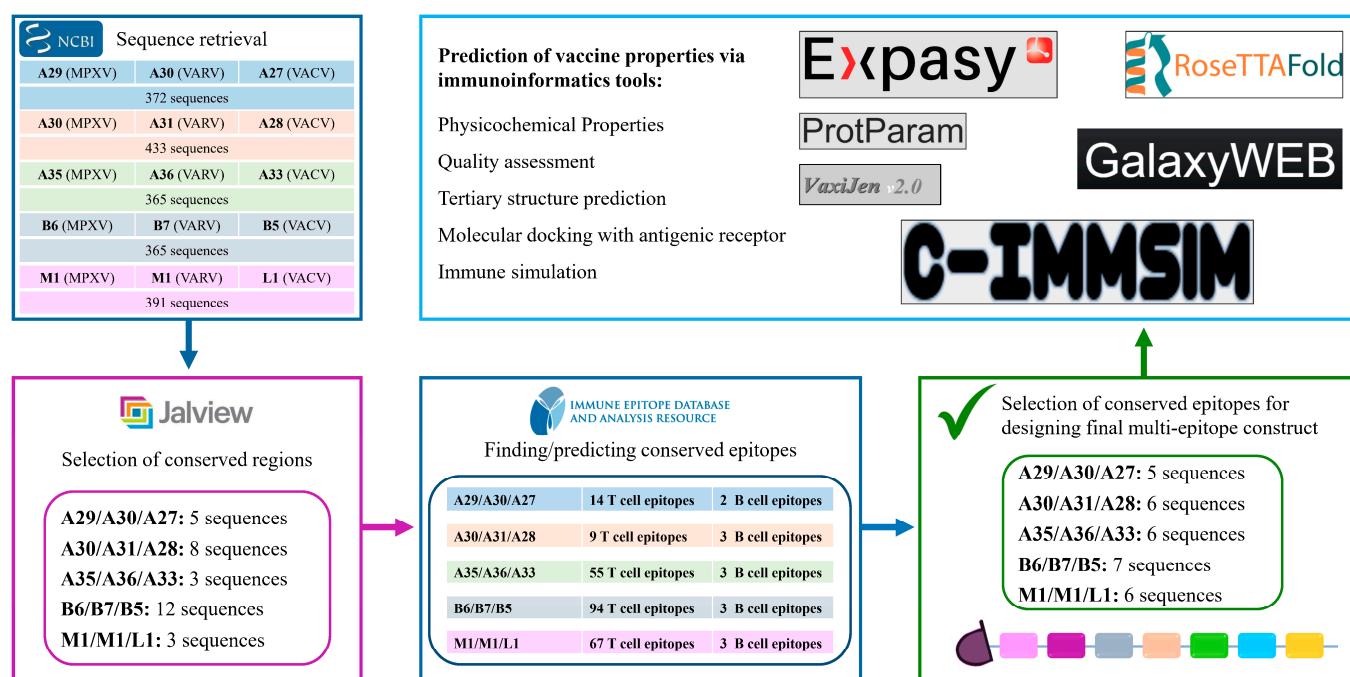 NCBI Sequence retrieval
A29 (MPXV) A30 (VARV) A27 (VACV)
372 sequences
A30 (MPXV) A31 (VARV) A28 (VACV)
433 sequences
A35 (MPXV) A36 (VARV) A33 (VACV)
365 sequences
B6 (MPXV) B7 (VARV) B5 (VACV)
365 sequences
M1 (MPXV) M1 (VARV) L1 (VACV)
391 sequences
Prediction of vaccine properties via
immunoinformatics tools:
Physicochemical Properties
Quality assessment
Tertiary structure prediction
Molecular docking with antigenic receptor
Immune simulation
Expasy
RoseTTAFold
ProtParam
GalaxyWEB
VaxiJen v2.0
C-IMMSIM
Jalview
Selection of conserved regions
A29/A30/A27: 5 sequences
A30/A31/A28: 8 sequences
A35/A36/A33: 3 sequences
B6/B7/B5: 12 sequences
M1/M1/L1: 3 sequences
IMMUNE EPITOPE DATABASE
AND ANALYSIS RESOURCE
Finding/predicting conserved epitopes
A29/A30/A27 14 T cell epitopes 2 B cell epitopes
A30/A31/A28 9 T cell epitopes 3 B cell epitopes
A35/A36/A33 55 T cell epitopes 3 B cell epitopes
B6/B7/B5 94 T cell epitopes 3 B cell epitopes
M1/M1/L1 67 T cell epitopes 3 B cell epitopes
Selection of conserved epitopes for
designing final multi-epitope construct
A29/A30/A27: 5 sequences
A30/A31/A28: 6 sequences
A35/A36/A33: 6 sequences
B6/B7/B5: 7 sequences
M1/M1/L1: 6 sequences